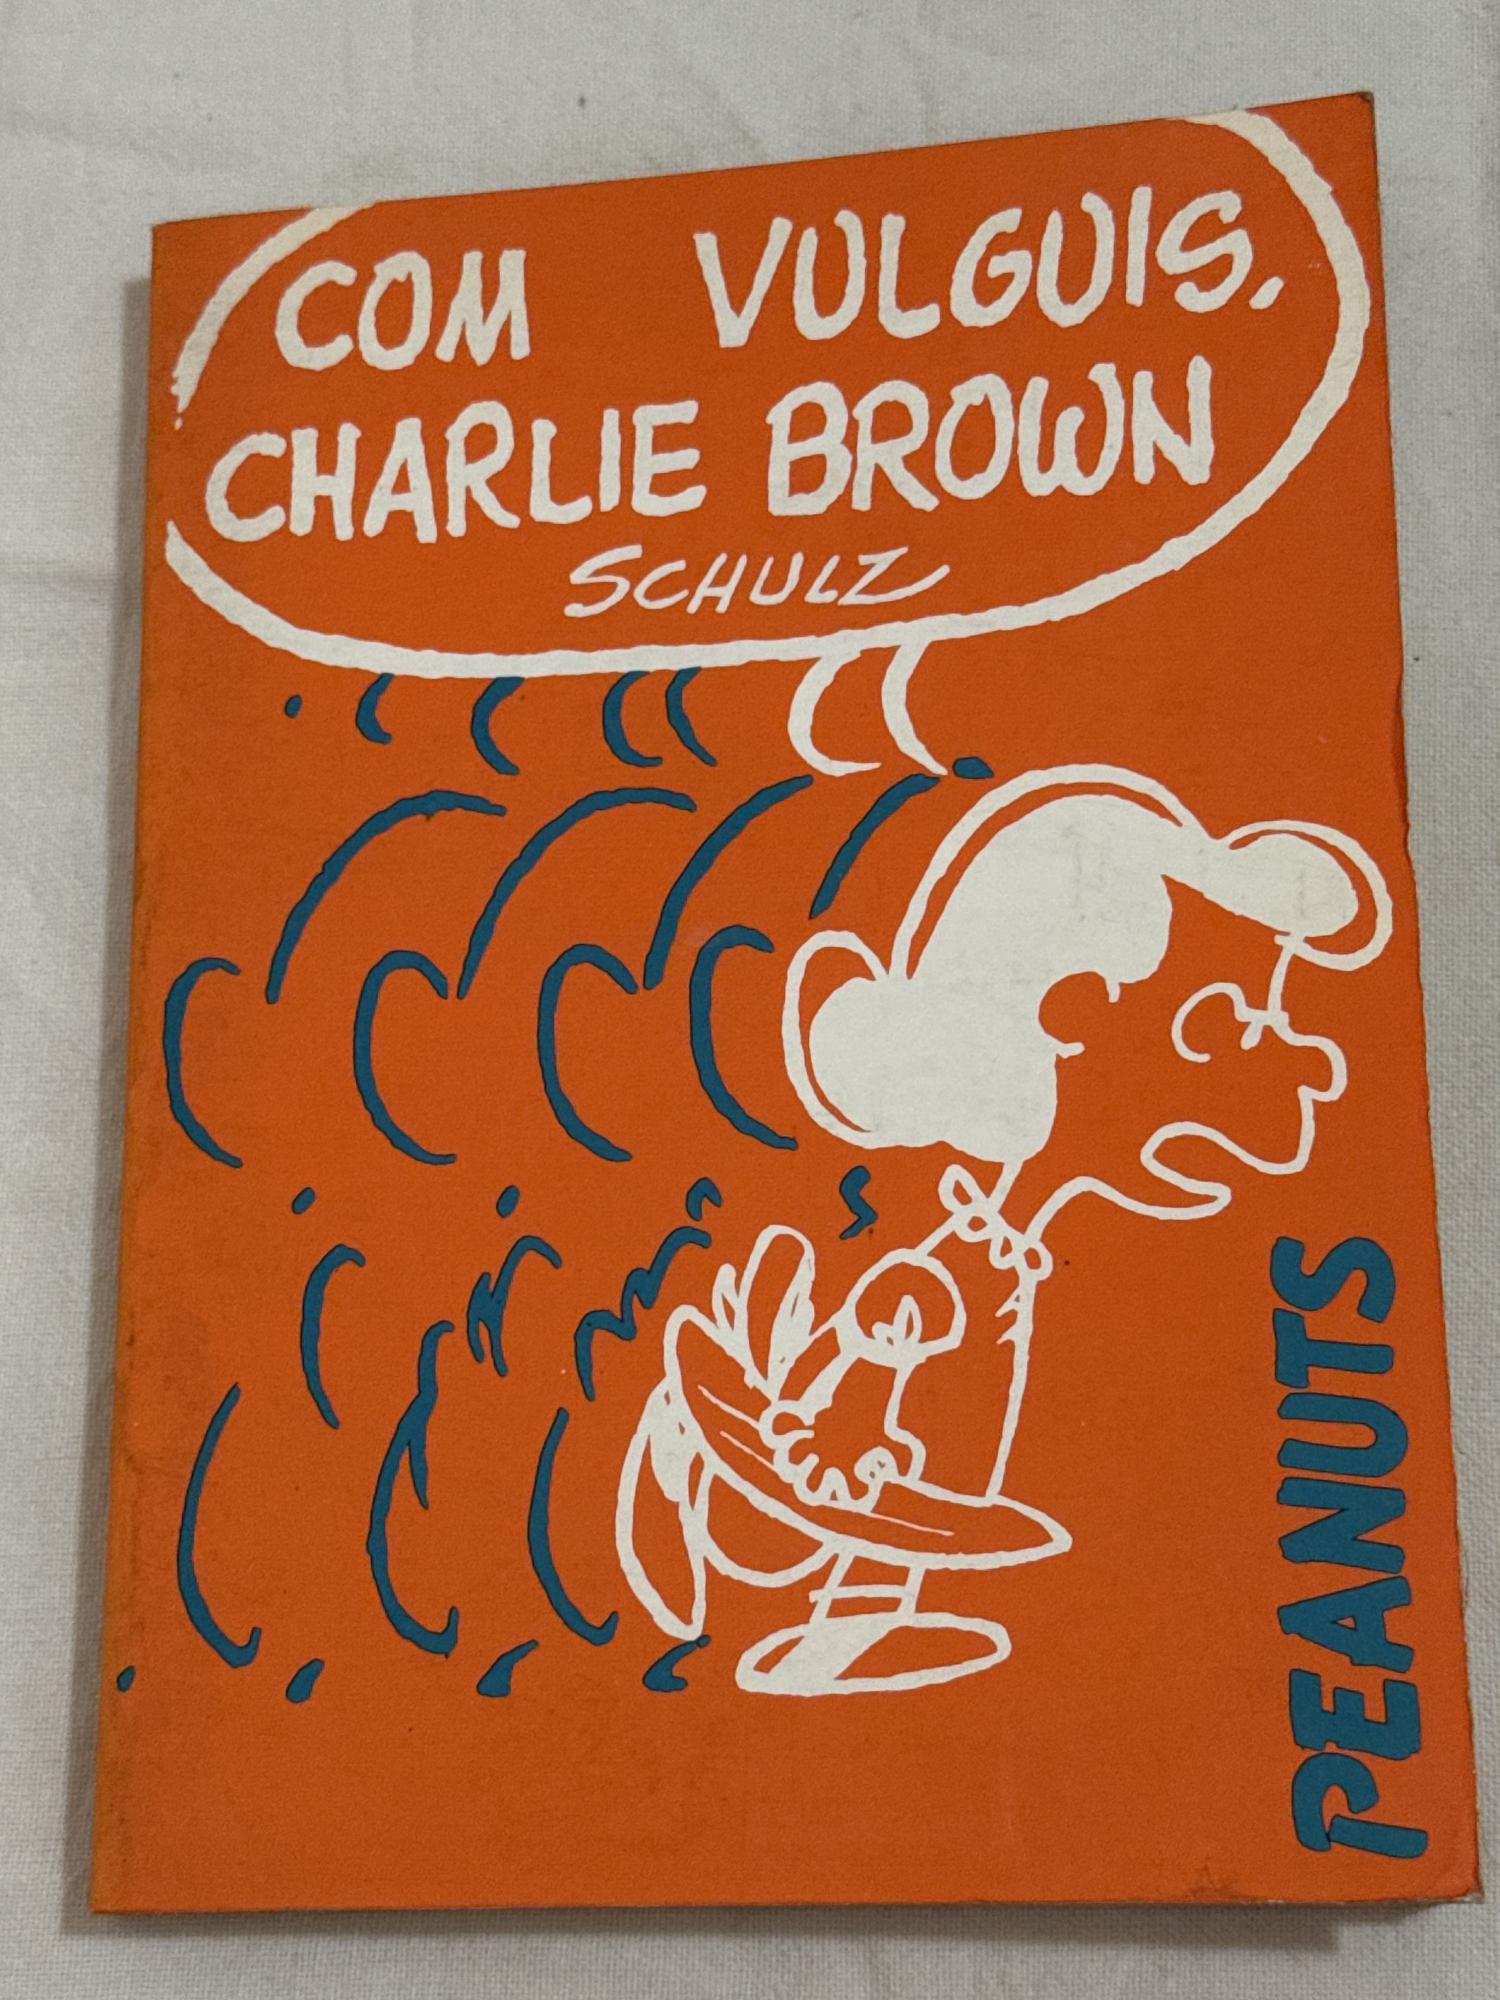 COM VULGUIS,
CHARLIE BROWN
SCHULZ
PEANUTS